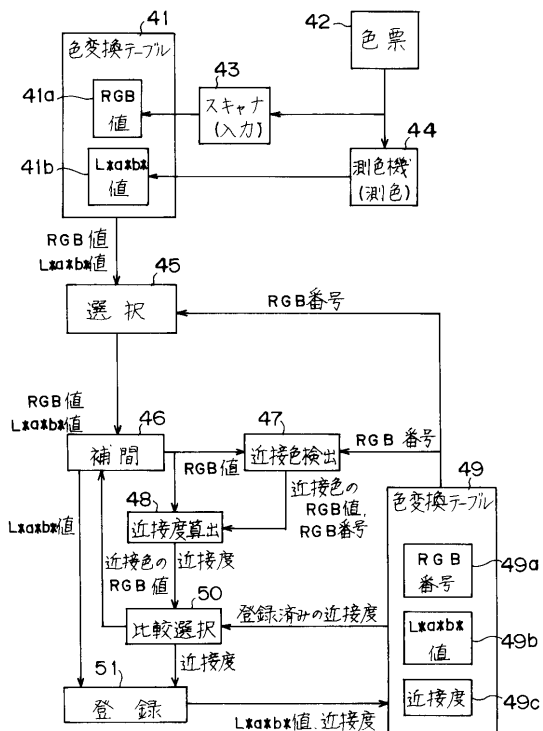 41
色変換テーブル
41a
RGB
値
41b
L*a*b*
値
42
色票
43
スキャナ
(入力)
44
測色機
(測色)
RGB値
L*a*b*値
45
選択
RGB番号
RGB値
L*a*b*値
46
補間
RGB値
47
近接色検出
RGB番号
近接色の
RGB値,
RGB番号
48
近接度算出
L*a*b*値
近接色の
RGB値
近接度
50
比較選択
登録済みの近接度
近接度
51
登録
L*a*b*値,近接度
49
色変換テーブル
RGB
番号
49a
L*a*b*
値
49b
近接度
49c